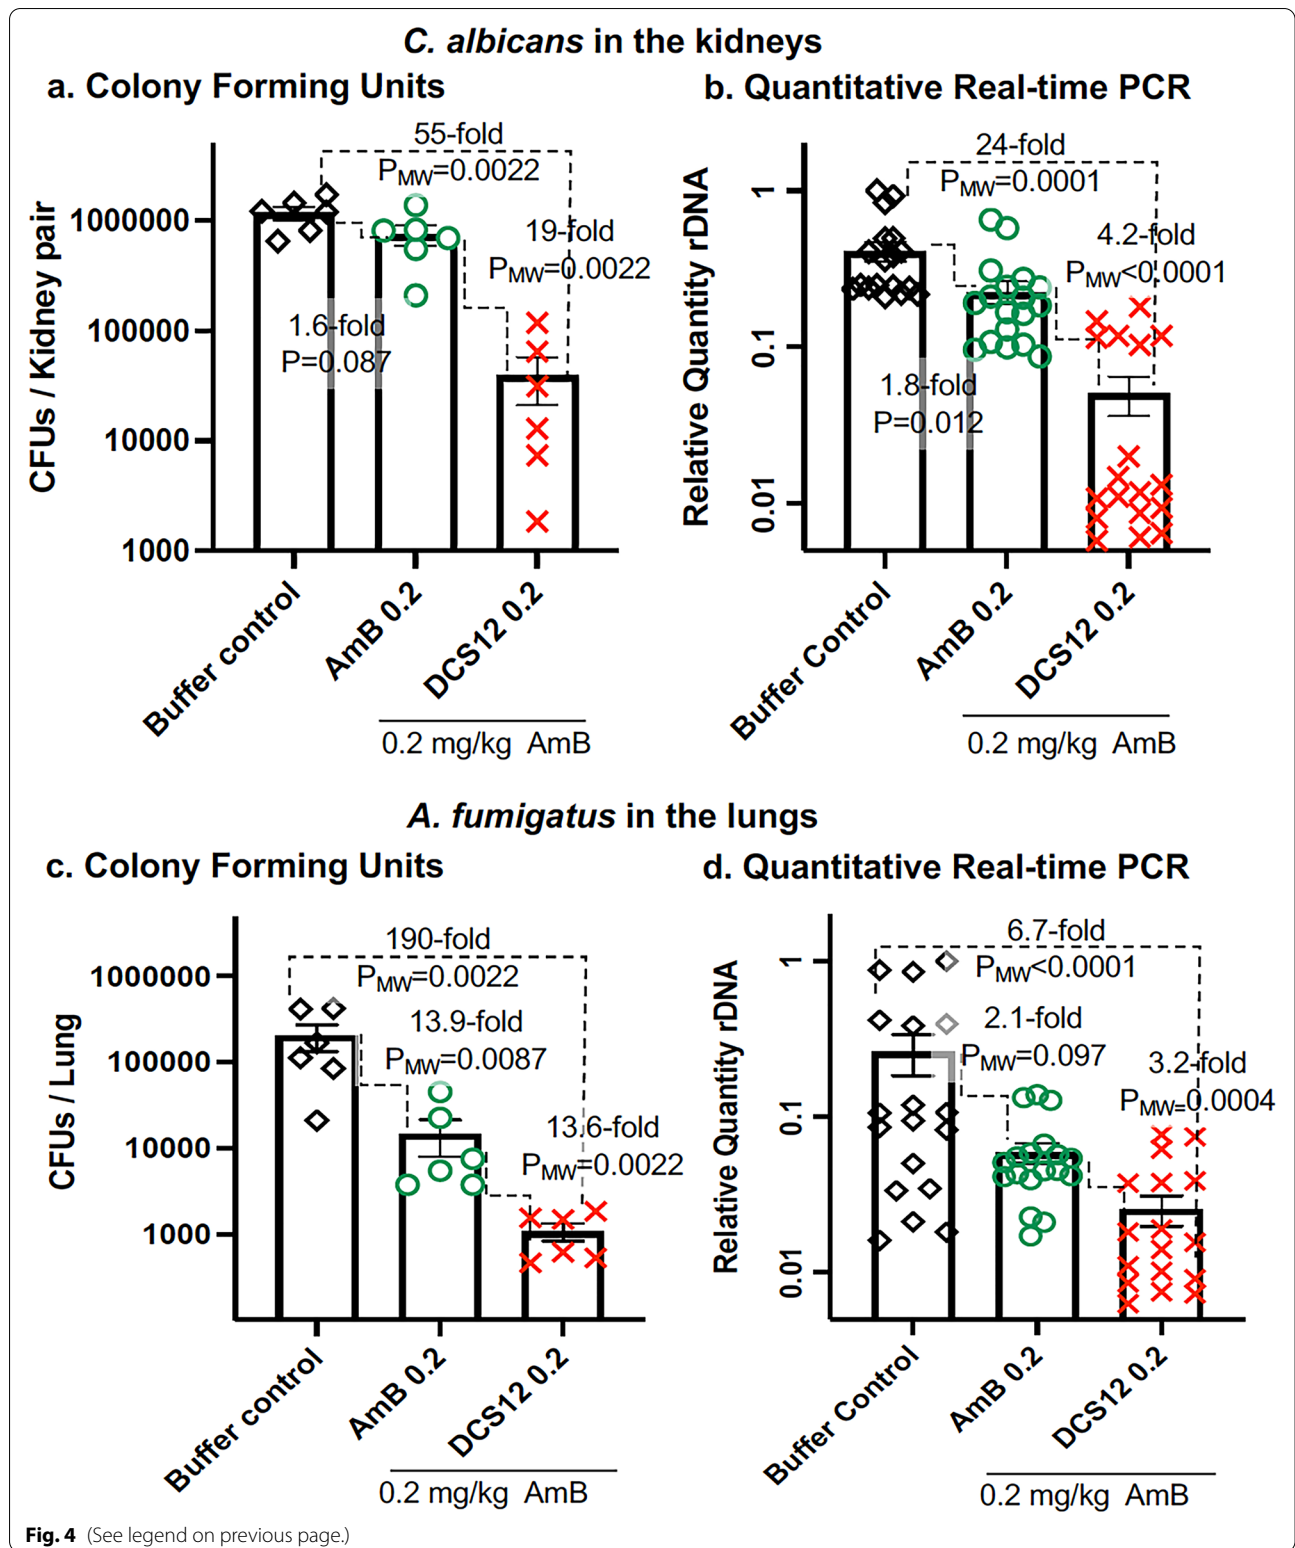 C. albicans in the kidneys
a. Colony Forming Units
55-fold
PMW=0.0022
19-fold
PMW=0.0022
1.6-fold
P=0.087
CFUs / Kidney pair
1000000
100000
10000
1000
Buffer control
AmB 0.2
DCS12 0.2
0.2 mg/kg AmB
b. Quantitative Real-time PCR
24-fold
PMW=0.0001
4.2-fold
PMW<0.0001
1.8-fold
P=0.012
Relative Quantity rDNA
1
0.1
0.01
Buffer Control
AmB 0.2
DCS12 0.2
0.2 mg/kg AmB
A. fumigatus in the lungs
c. Colony Forming Units
190-fold
PMW=0.0022
13.9-fold
PMW=0.0087
13.6-fold
PMW=0.0022
CFUs / Lung
1000000
100000
10000
1000
Buffer control
AmB 0.2
DCS12 0.2
0.2 mg/kg AmB
d. Quantitative Real-time PCR
6.7-fold
PMW<0.0001
2.1-fold
PMW=0.097
3.2-fold
PMW=0.0004
Relative Quantity rDNA
1
0.1
0.01
Buffer Control
AmB 0.2
DCS12 0.2
0.2 mg/kg AmB
Fig. 4 (See legend on previous page.)